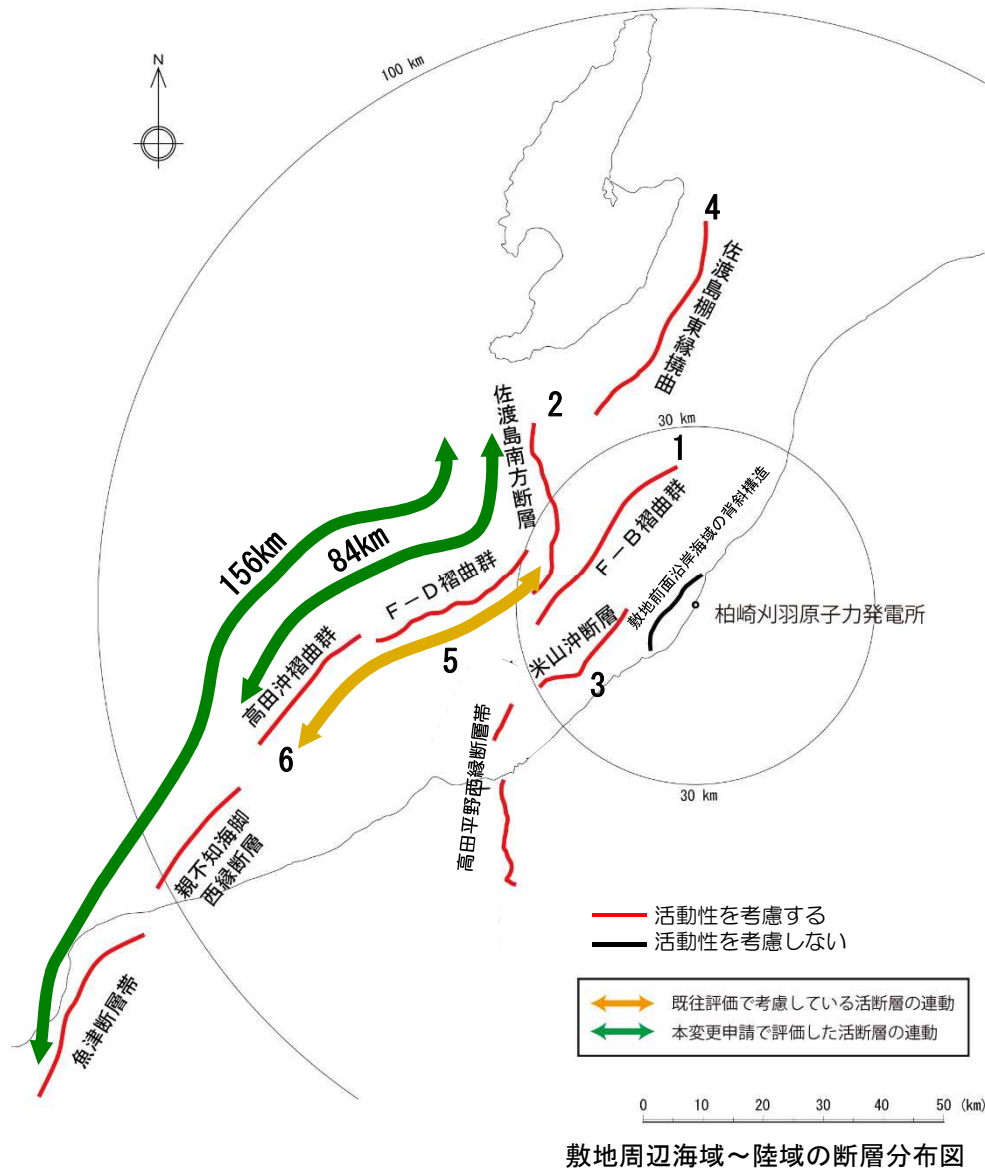 N
100 km
4
佐渡島棚東縁撓曲
佐渡島南方断層
2
30 km
1
F－B褶曲群
敷地前面沿岸海域の背斜構造
柏崎刈羽原子力発電所
156km
84km
F－D褶曲群
5
米山沖断層
3
高田沖褶曲群
6
高田平野西縁断層帯
30 km
親不知海脚
西縁断層
魚津断層帯
活動性を考慮する
活動性を考慮しない
既往評価で考慮している活断層の連動
本変更申請で評価した活断層の連動
0 10 20 30 40 50 (km)
敷地周辺海域～陸域の断層分布図